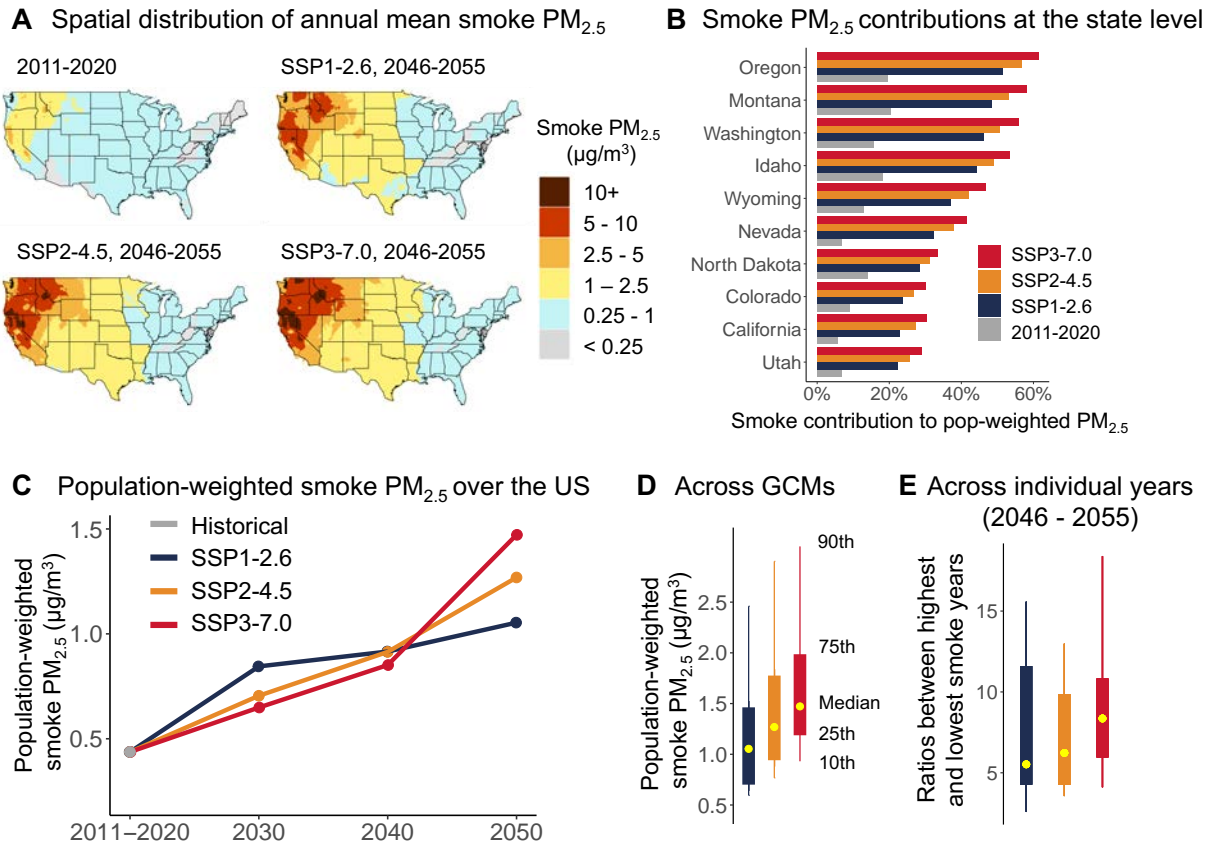 A Spatial distribution of annual mean smoke PM2.5
2011-2020
SSP1-2.6, 2046-2055
SSP2-4.5, 2046-2055
SSP3-7.0, 2046-2055
Smoke PM2.5
(µg/m³)
10+
5 - 10
2.5 - 5
1 – 2.5
0.25 - 1
< 0.25
B Smoke PM2.5 contributions at the state level
Oregon
Montana
Washington
Idaho
Wyoming
Nevada
North Dakota
Colorado
California
Utah
SSP3-7.0
SSP2-4.5
SSP1-2.6
2011-2020
0% 20% 40% 60%
Smoke contribution to pop-weighted PM2.5
C Population-weighted smoke PM2.5 over the US
Population-weighted
smoke PM2.5 (µg/m³)
1.5
1.0
0.5
Historical
SSP1-2.6
SSP2-4.5
SSP3-7.0
2011–2020 2030 2040 2050
D Across GCMs
Population-weighted
smoke PM2.5 (µg/m³)
2.5
2.0
1.5
1.0
0.5
90th
75th
Median
25th
10th
E Across individual years
(2046 - 2055)
Ratios between highest
and lowest smoke years
15
10
5